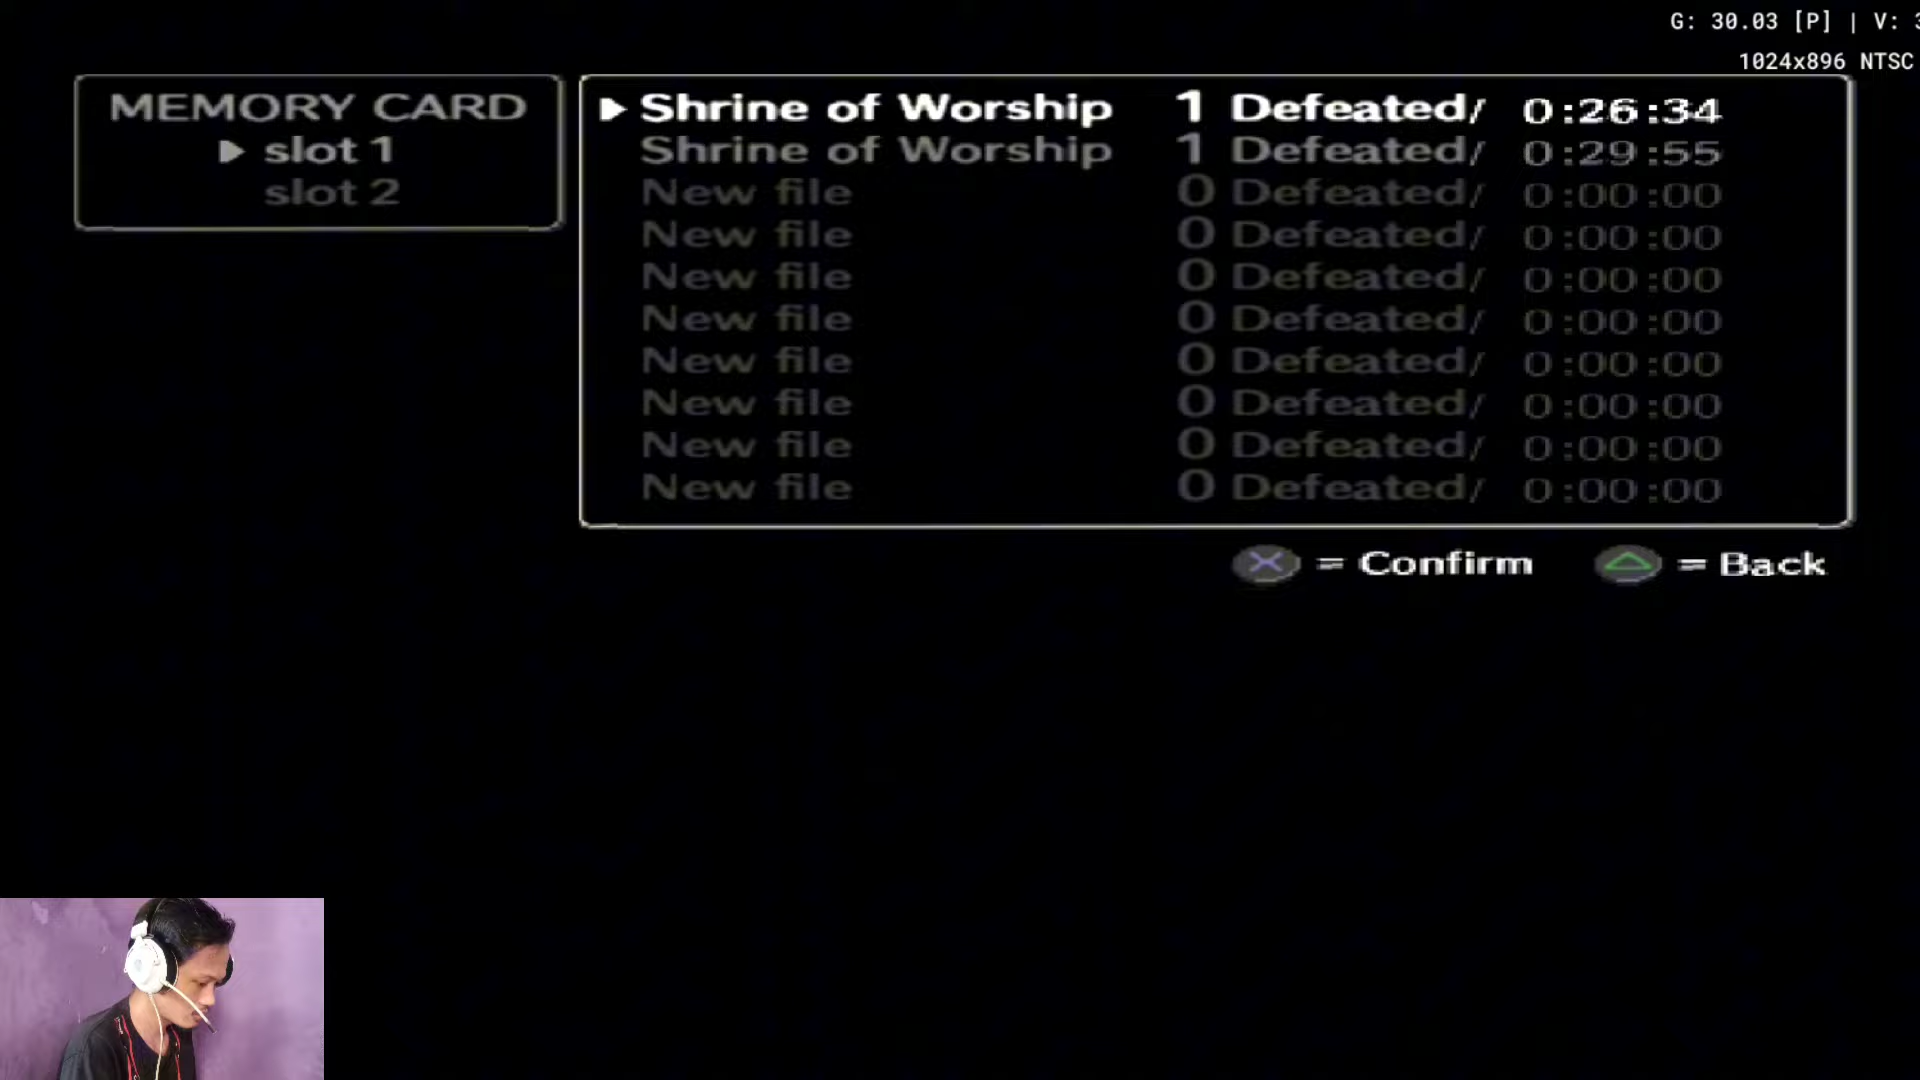 G: 30.03 [P] | V: 3
1024x896 NTSC
MEMORY CARD
slot 1
slot 2
Shrine of Worship 1 Defeated/ 0:26:34
Shrine of Worship 1 Defeated/ 0:29:55
New file 0 Defeated/ 0:00:00
New file 0 Defeated/ 0:00:00
New file 0 Defeated/ 0:00:00
New file 0 Defeated/ 0:00:00
New file 0 Defeated/ 0:00:00
New file 0 Defeated/ 0:00:00
New file 0 Defeated/ 0:00:00
New file 0 Defeated/ 0:00:00
= Confirm = Back